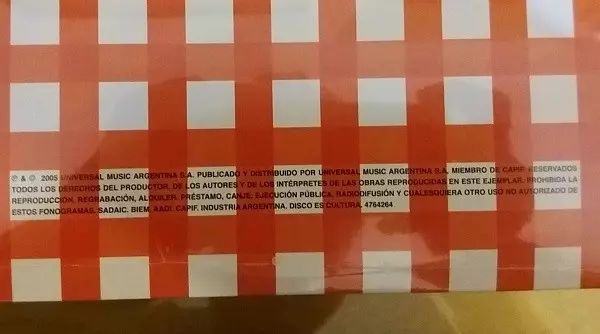 ℗ & © 2005 UNIVERSAL MUSIC ARGENTINA S.A. PUBLICADO Y DISTRIBUIDO POR UNIVERSAL MUSIC ARGENTINA S.A. MIEMBRO DE CAPIF. RESERVADOS
TODOS LOS DERECHOS DEL PRODUCTOR, DE LOS AUTORES Y DE LOS INTÉRPRETES DE LAS OBRAS REPRODUCIDAS EN ESTE EJEMPLAR. PROHIBIDA LA
REPRODUCCIÓN, REGRABACIÓN, ALQUILER, PRÉSTAMO, CANJE, EJECUCIÓN PÚBLICA, RADIODIFUSIÓN Y CUALESQUIERA OTRO USO NO AUTORIZADO DE
ESTOS FONOGRAMAS. SADAIC. BIEM. AADI. CAPIF. INDUSTRIA ARGENTINA. DISCO ES CULTURA. 4764264